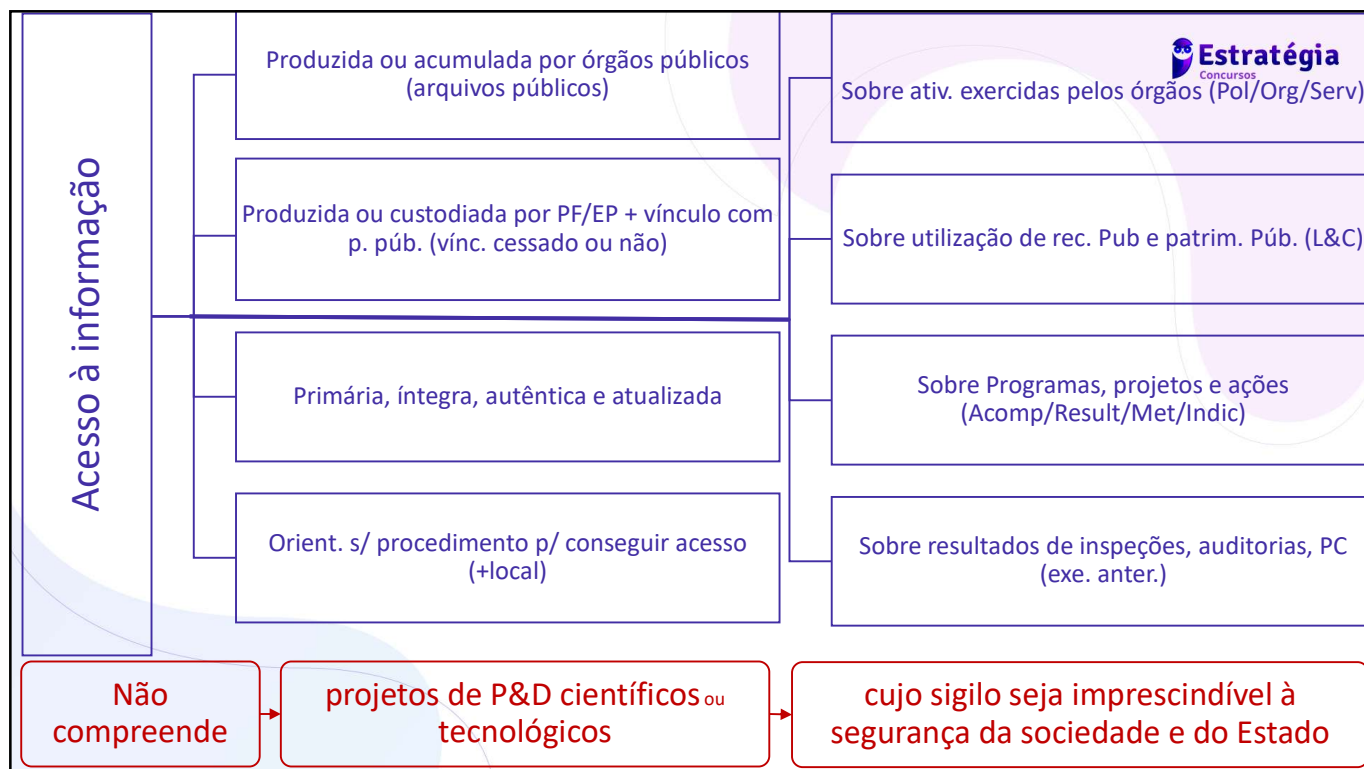 Acesso à informação
Produzida ou acumulada por órgãos públicos
(arquivos públicos)
Produzida ou custodiada por PF/EP + vínculo com
p. púb. (vínc. cessado ou não)
Primária, íntegra, autêntica e atualizada
Orient. s/ procedimento p/ conseguir acesso
(+local)
Estratégia
Concursos
Sobre ativ. exercidas pelos órgãos (Pol/Org/Serv)
Sobre utilização de rec. Pub e patrim. Púb. (L&C)
Sobre Programas, projetos e ações
(Acomp/Result/Met/Indic)
Sobre resultados de inspeções, auditorias, PC
(exe. anter.)
Não
compreende
projetos de P&D científicos ou
tecnológicos
cujo sigilo seja imprescindível à
segurança da sociedade e do Estado